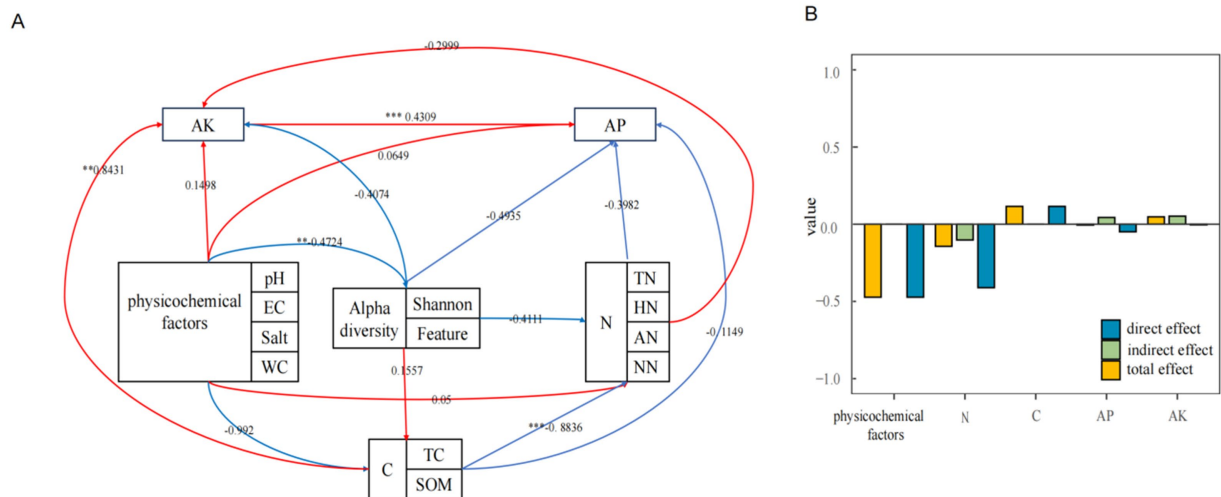 A
-0.2999
AK
*** 0.4309
AP
**0.8431
0.1498
0.0649
-0.4074
-0.4935
-0.3982
**-0.4724
physicochemical
factors
pH
EC
Salt
WC
Alpha
diversity
Shannon
Feature
-0.4111
N
TN
HN
AN
NN
-0.1149
0.1557
0.05
-0.992
***-0.8836
C
TC
SOM
B
value
1.0
0.5
0.0
-0.5
-1.0
direct effect
indirect effect
total effect
physicochemical
factors
N
C
AP
AK